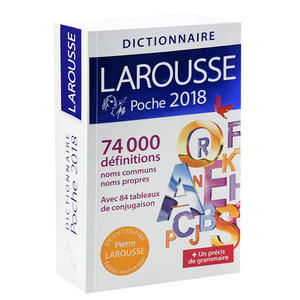 DICTIONNAIRE
LAROUSSE
Poche 2018
74 000
définitions
noms communs
noms propres
Avec 84 tableaux
de conjugaison
BICENTENAIRE
Pierre
LAROUSSE
+ Un précis
de grammaire
DICTIONNAIRE
LAROUSSE
Poche 2018